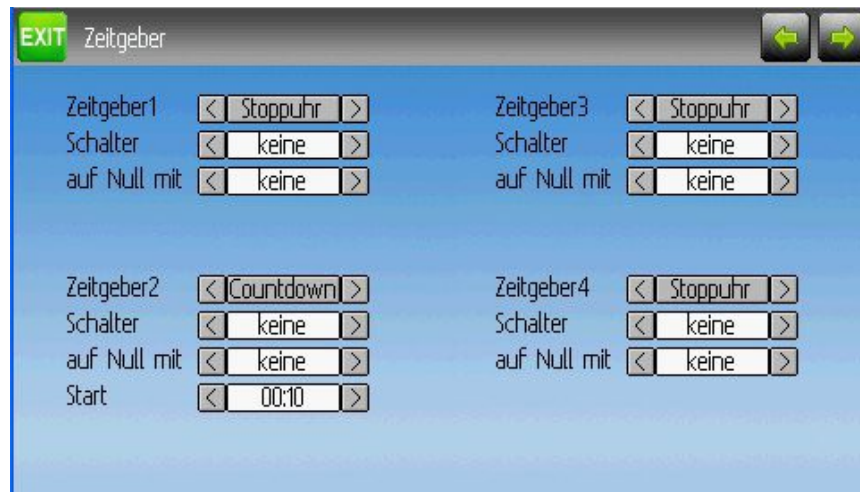 EXIT Zeitgeber
Zeitgeber1 < Stoppuhr >
Schalter < keine >
auf Null mit < keine >
Zeitgeber3 < Stoppuhr >
Schalter < keine >
auf Null mit < keine >
Zeitgeber2 < Countdown >
Schalter < keine >
auf Null mit < keine >
Start < 00:10 >
Zeitgeber4 < Stoppuhr >
Schalter < keine >
auf Null mit < keine >